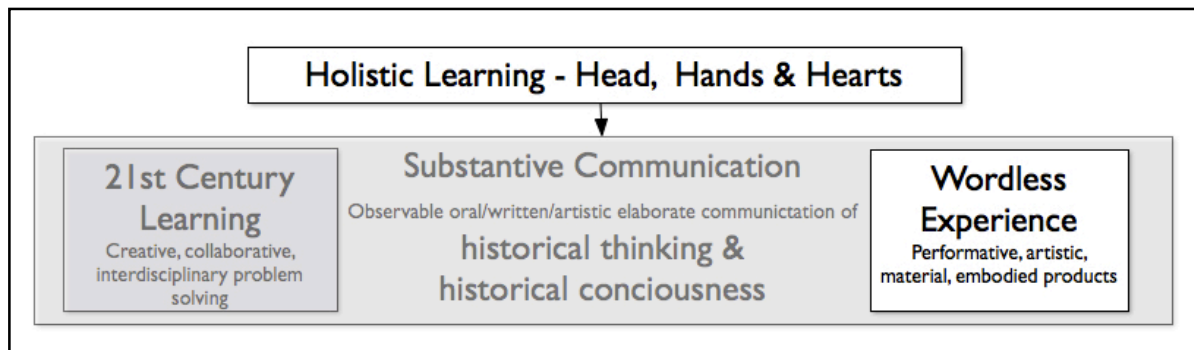 Holistic Learning - Head, Hands & Hearts
21st Century
Learning
Creative, collaborative,
interdisciplinary problem
solving
Substantive Communication
Observable oral/written/artistic elaborate communictation of
historical thinking &
historical conciousness
Wordless
Experience
Performative, artistic,
material, embodied products